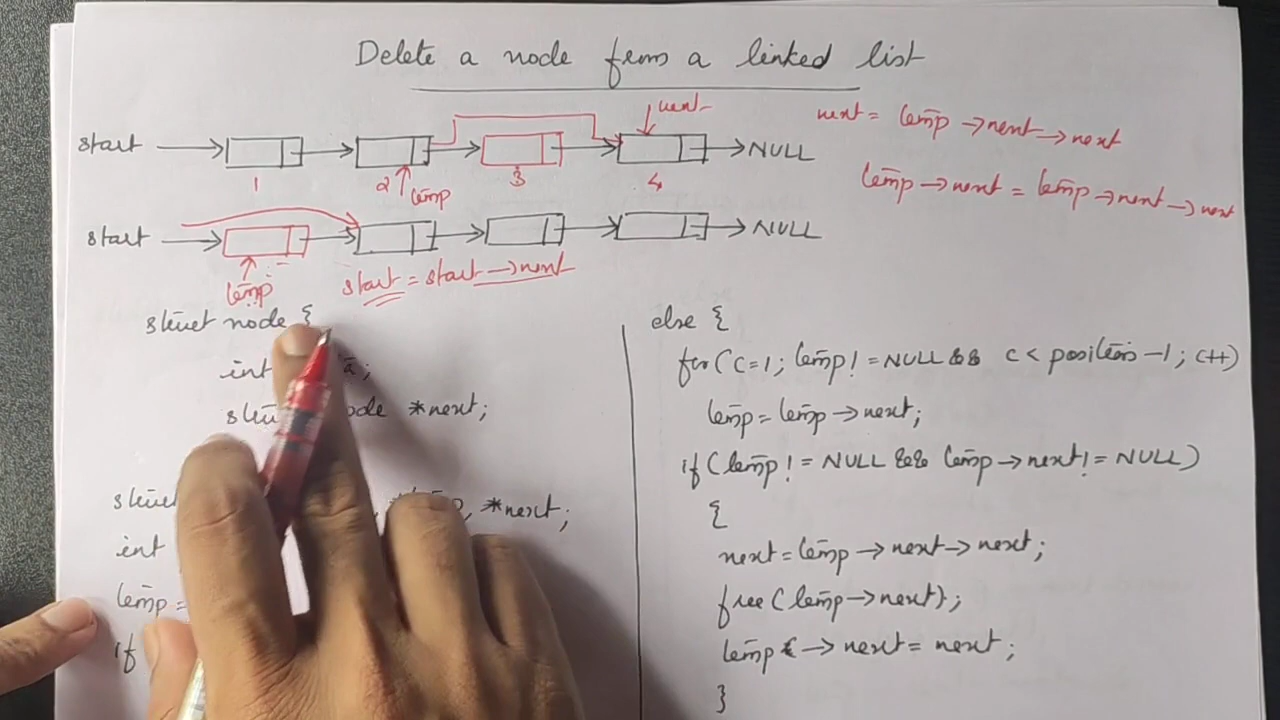 Delete a node from a linked list
start NULL
1 2 3 4
temp
next
next = temp → next → next
temp → next = temp → next → next
start NULL
temp
start = start → next
struct node {
int
*next;
*next;
int
temp =
if
else {
for(c=1; temp!=NULL && c < position -1; c++)
temp = temp → next;
if(temp != NULL && temp → next != NULL)
{
next = temp → next → next;
free(temp → next);
temp → next = next;
}